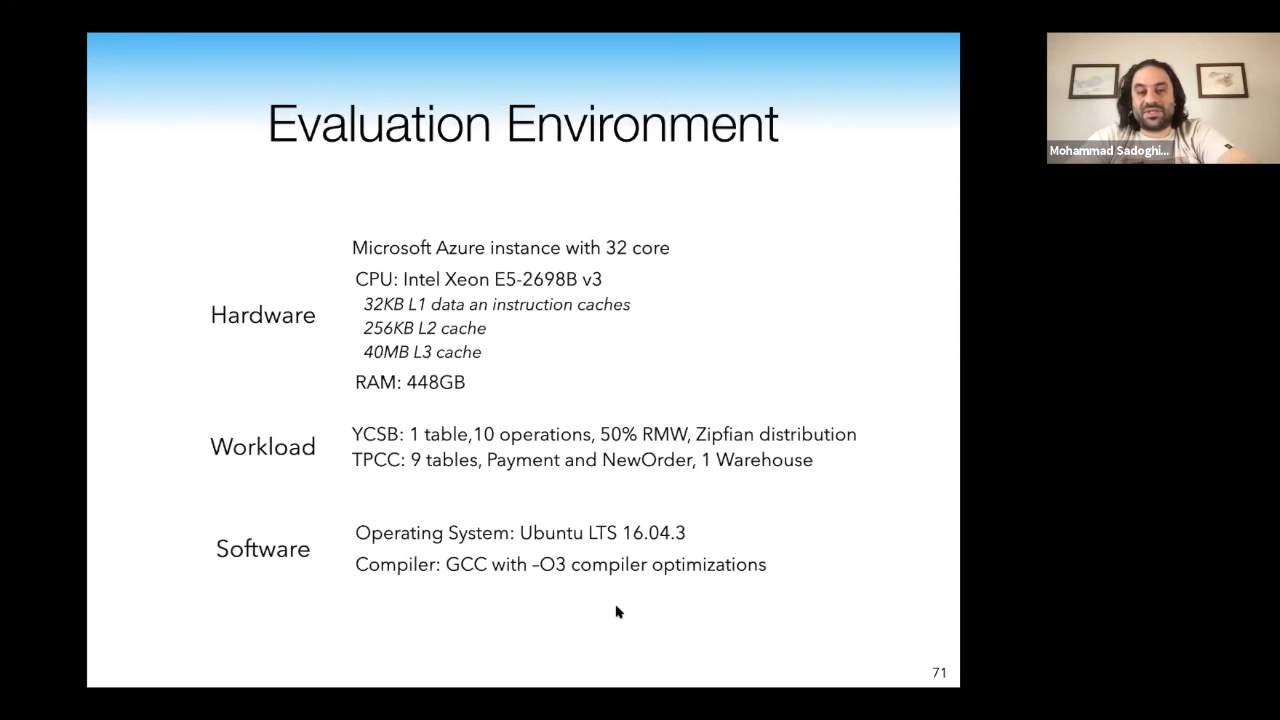 Evaluation Environment
Mohammad Sadoghi...
Hardware
Microsoft Azure instance with 32 core
CPU: Intel Xeon E5-2698B v3
32KB L1 data an instruction caches
256KB L2 cache
40MB L3 cache
RAM: 448GB
Workload
YCSB: 1 table,10 operations, 50% RMW, Zipfian distribution
TPCC: 9 tables, Payment and NewOrder, 1 Warehouse
Software
Operating System: Ubuntu LTS 16.04.3
Compiler: GCC with –O3 compiler optimizations
71